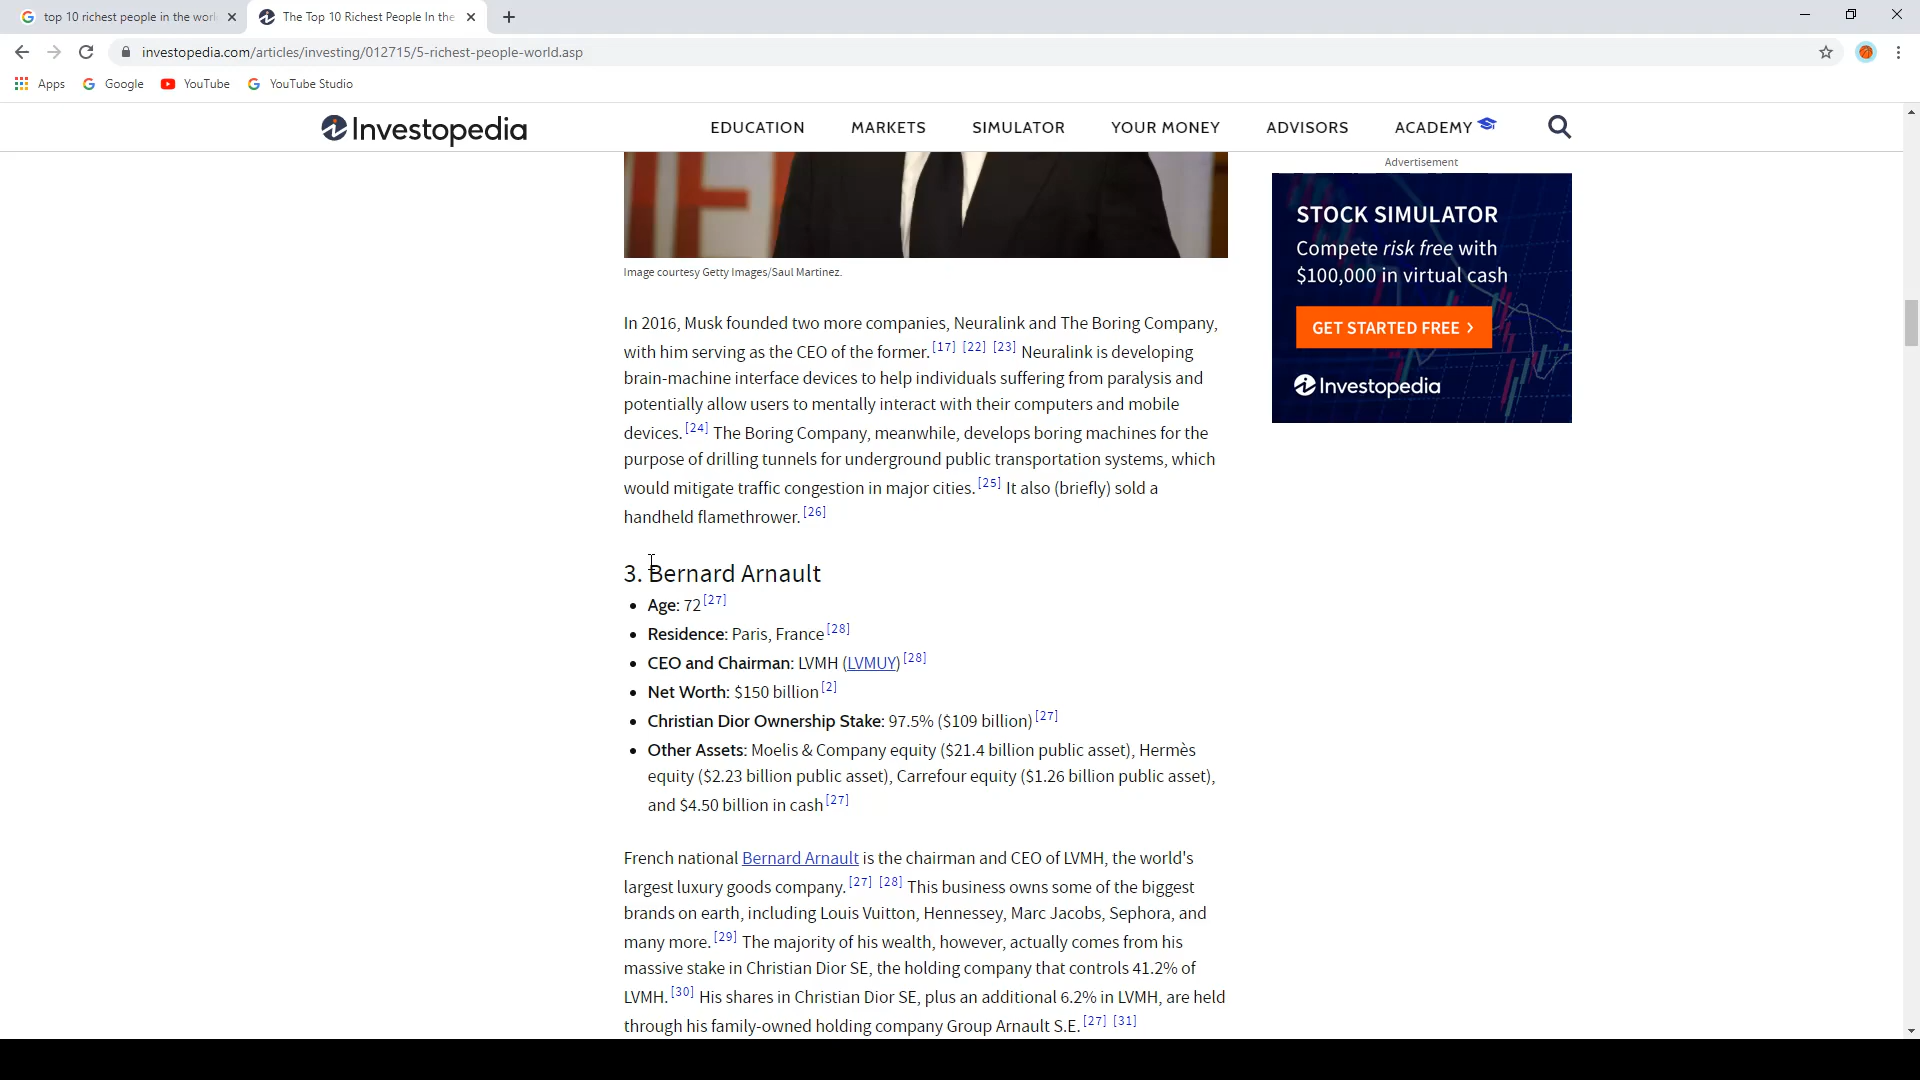 top 10 richest people in the worl
The Top 10 Richest People In the
investopedia.com/articles/investing/012715/5-richest-people-world.asp
Apps
Google
YouTube
YouTube Studio
Investopedia
EDUCATION
MARKETS
SIMULATOR
YOUR MONEY
ADVISORS
ACADEMY
Image courtesy Getty Images/Saul Martinez.
In 2016, Musk founded two more companies, Neuralink and The Boring Company,
with him serving as the CEO of the former.[17] [22] [23] Neuralink is developing
brain-machine interface devices to help individuals suffering from paralysis and
potentially allow users to mentally interact with their computers and mobile
devices.[24] The Boring Company, meanwhile, develops boring machines for the
purpose of drilling tunnels for underground public transportation systems, which
would mitigate traffic congestion in major cities.[25] It also (briefly) sold a
handheld flamethrower.[26]
3. Bernard Arnault
• Age: 72[27]
• Residence: Paris, France[28]
• CEO and Chairman: LVMH (LVMUY)[28]
• Net Worth: $150 billion[2]
• Christian Dior Ownership Stake: 97.5% ($109 billion)[27]
• Other Assets: Moelis & Company equity ($21.4 billion public asset), Hermès
equity ($2.23 billion public asset), Carrefour equity ($1.26 billion public asset),
and $4.50 billion in cash[27]
French national Bernard Arnault is the chairman and CEO of LVMH, the world's
largest luxury goods company.[27] [28] This business owns some of the biggest
brands on earth, including Louis Vuitton, Hennessey, Marc Jacobs, Sephora, and
many more.[29] The majority of his wealth, however, actually comes from his
massive stake in Christian Dior SE, the holding company that controls 41.2% of
LVMH.[30] His shares in Christian Dior SE, plus an additional 6.2% in LVMH, are held
through his family-owned holding company Group Arnault S.E.[27] [31]
Advertisement
STOCK SIMULATOR
Compete risk free with
$100,000 in virtual cash
GET STARTED FREE >
Investopedia